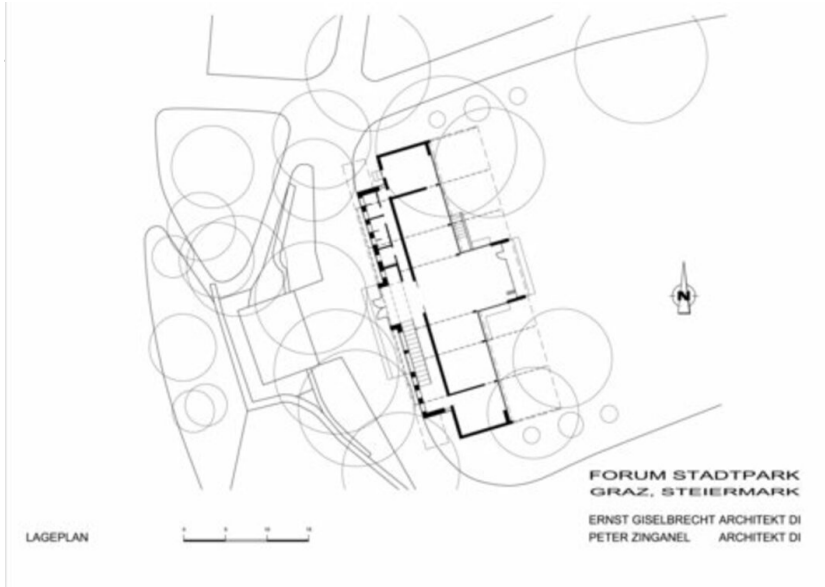 N
FORUM STADTPARK
GRAZ, STEIERMARK
ERNST GISELBRECHT ARCHITEKT DI
PETER ZINGANEL ARCHITEKT DI
LAGEPLAN